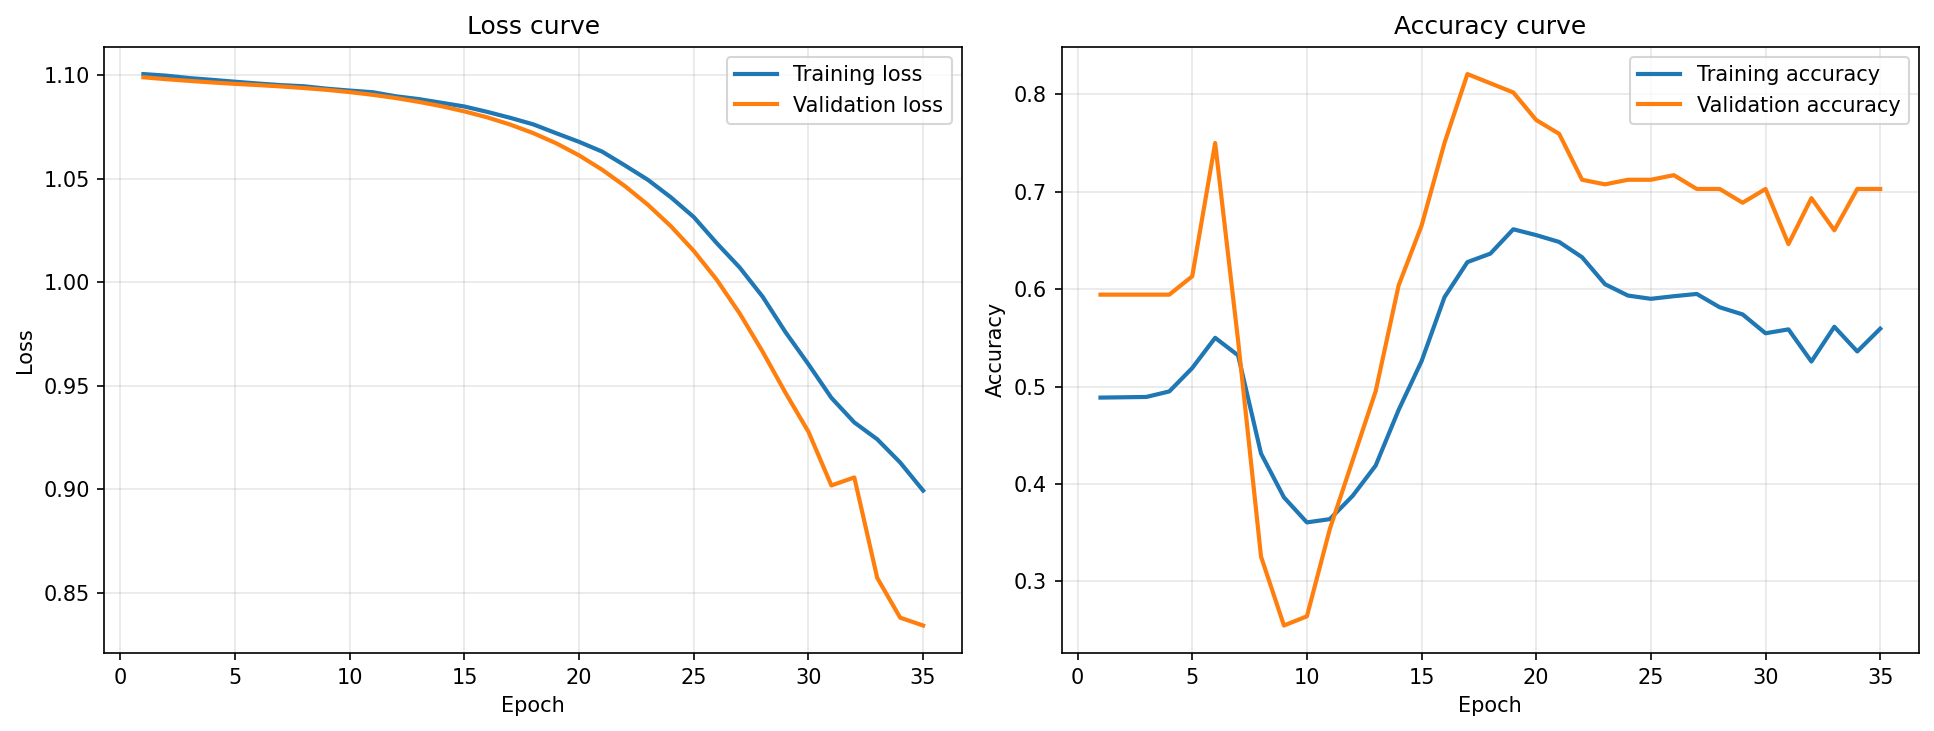 Loss curve
Training loss
Validation loss
1.10
1.05
1.00
0.95
0.90
0.85
Loss
0 5 10 15 20 25 30 35
Epoch
Accuracy curve
Training accuracy
Validation accuracy
0.8
0.7
0.6
0.5
0.4
0.3
Accuracy
0 5 10 15 20 25 30 35
Epoch